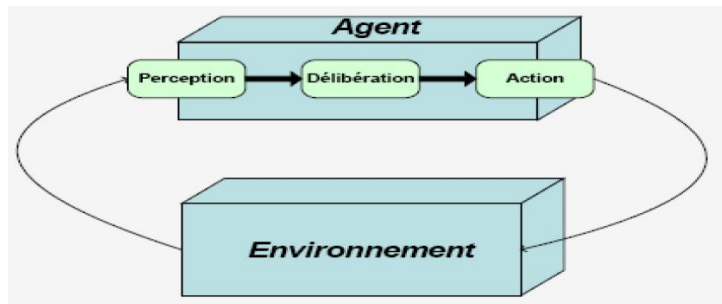 Agent
Perception
Délibération
Action
Environnement